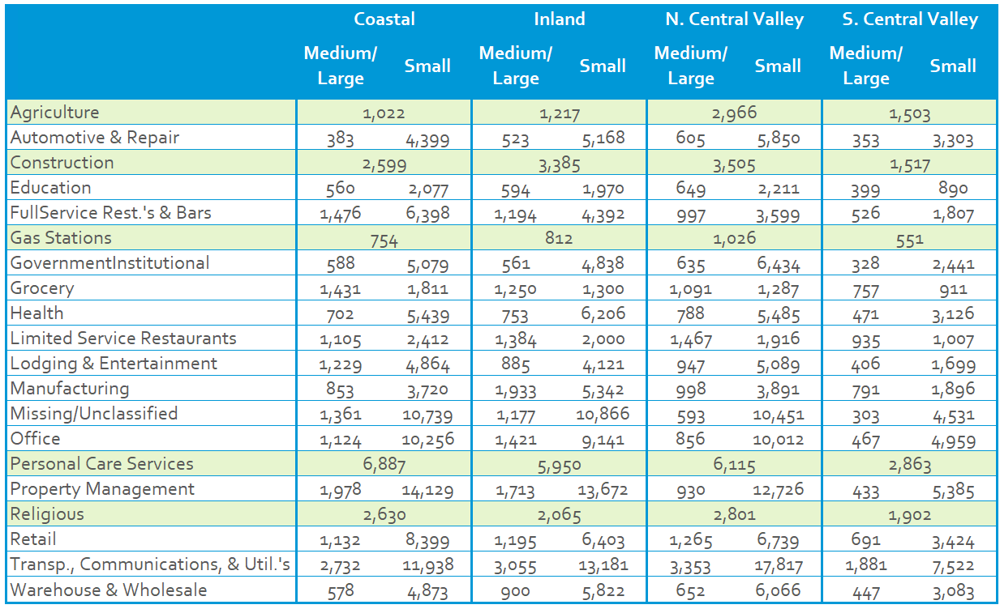 Coastal Inland N. Central Valley S. Central Valley
Medium/ Large Small Medium/ Large Small Medium/ Large Small Medium/ Large Small
Agriculture 1,022 1,217 2,966 1,503
Automotive & Repair 383 4,399 523 5,168 605 5,850 353 3,303
Construction 2,599 3,385 3,505 1,517
Education 560 2,077 594 1,970 649 2,211 399 890
FullService Rest.'s & Bars 1,476 6,398 1,194 4,392 997 3,599 526 1,807
Gas Stations 754 812 1,026 551
GovernmentInstitutional 588 5,079 561 4,838 635 6,434 328 2,441
Grocery 1,431 1,811 1,250 1,300 1,091 1,287 757 911
Health 702 5,439 753 6,206 788 5,485 471 3,126
Limited Service Restaurants 1,105 2,412 1,384 2,000 1,467 1,916 935 1,007
Lodging & Entertainment 1,229 4,864 885 4,121 947 5,089 406 1,699
Manufacturing 853 3,720 1,933 5,342 998 3,891 791 1,896
Missing/Unclassified 1,361 10,739 1,177 10,866 593 10,451 303 4,531
Office 1,124 10,256 1,421 9,141 856 10,012 467 4,959
Personal Care Services 6,887 5,950 6,115 2,863
Property Management 1,978 14,129 1,713 13,672 930 12,726 433 5,385
Religious 2,630 2,065 2,801 1,902
Retail 1,132 8,399 1,195 6,403 1,265 6,739 691 3,424
Transp., Communications, & Util.'s 2,732 11,938 3,055 13,181 3,353 17,817 1,881 7,522
Warehouse & Wholesale 578 4,873 900 5,822 652 6,066 447 3,083